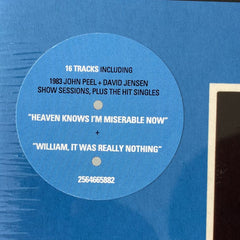 16 TRACKS INCLUDING
1983 JOHN PEEL + DAVID JENSEN
SHOW SESSIONS, PLUS THE HIT SINGLES
"HEAVEN KNOWS I'M MISERABLE NOW"
+
"WILLIAM, IT WAS REALLY NOTHING"
2564665882